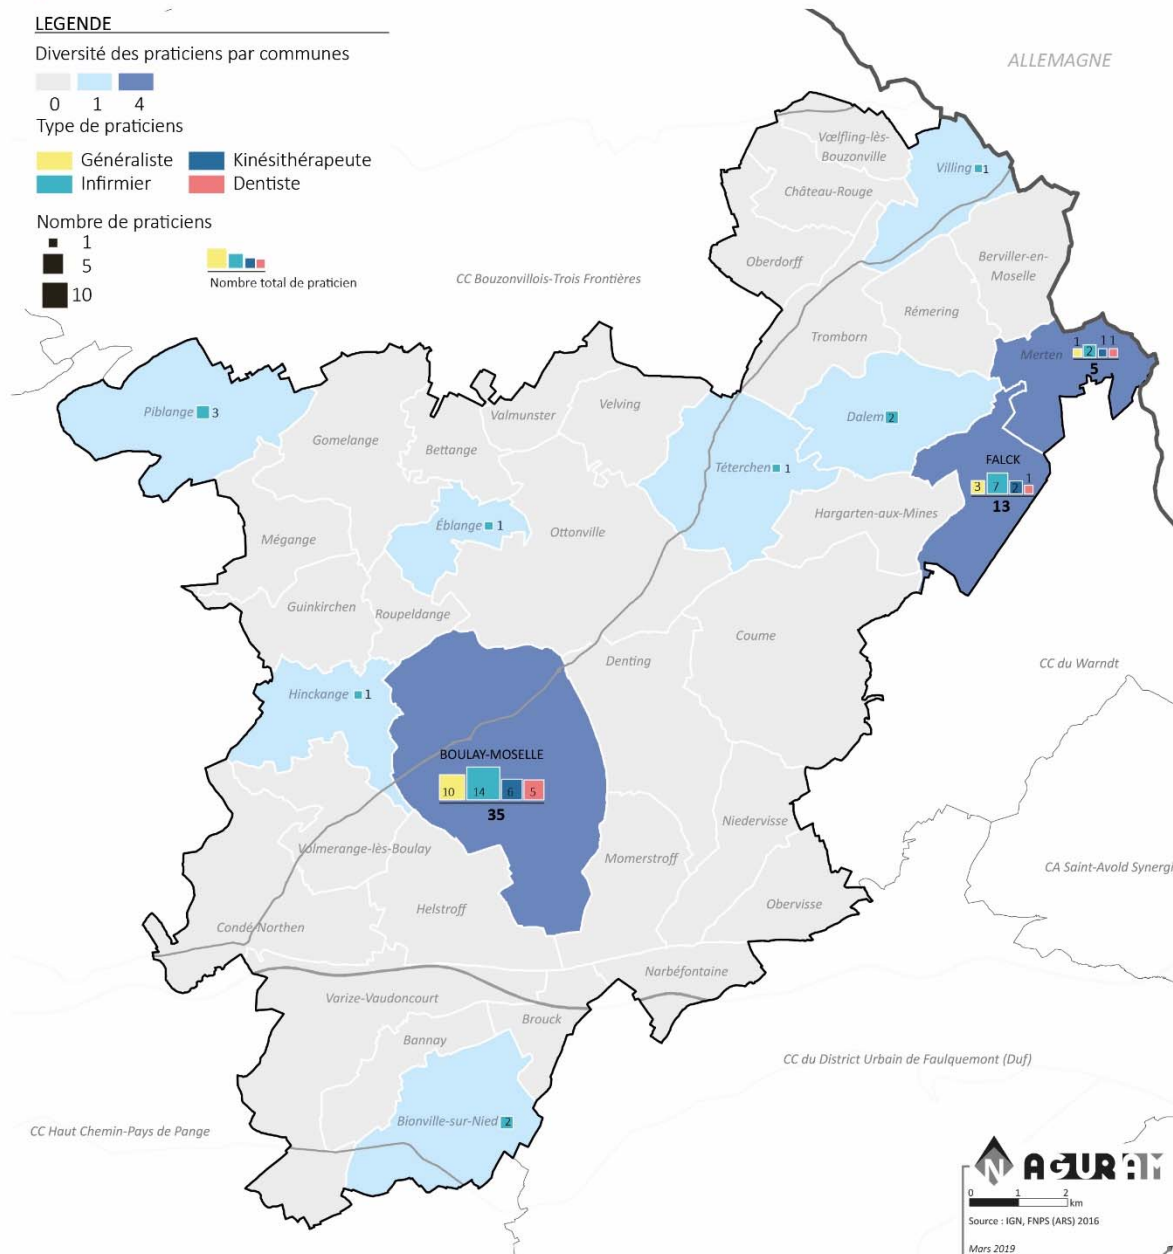 LEGENDE
Diversité des praticiens par communes
0 1 4
Type de praticiens
Généraliste Kinésithérapeute
Infirmier Dentiste
Nombre de praticiens
1
5
10
Nombre total de praticien
ALLEMAGNE
CC Bouzonvillois-Trois Frontières
Vœlfling-lès-
Bouzonville
Villing 1
Château-Rouge
Oberdorff
Berviller-en-
Moselle
Rémering
Tromborn
Merten
1 2 1 1
5
Piblange 3
Gomelange
Bettange
Valmunster
Velving
Dalem 2
Téterchen 1
FALCK
3 7 2 1
13
Éblange 1
Ottonville
Hargarten-aux-Mines
Mégange
Guinkirchen
Roupeldange
Coume
Denting
CC du Warndt
Hinckange 1
BOULAY-MOSELLE
10 14 6 5
35
Niedervisse
Volmerange-lès-Boulay
Momerstroff
CA Saint-Avold Synergi
Obervisse
Helstroff
Condé-Northen
Narbéfontaine
Varize-Vaudoncourt
Brouck
Bannay
CC du District Urbain de Faulquemont (Duf)
Bionville-sur-Nied 2
CC Haut Chemin-Pays de Pange
N AGURAM
0 1 2
km
Source : IGN, FNPS (ARS) 2016
Mars 2019